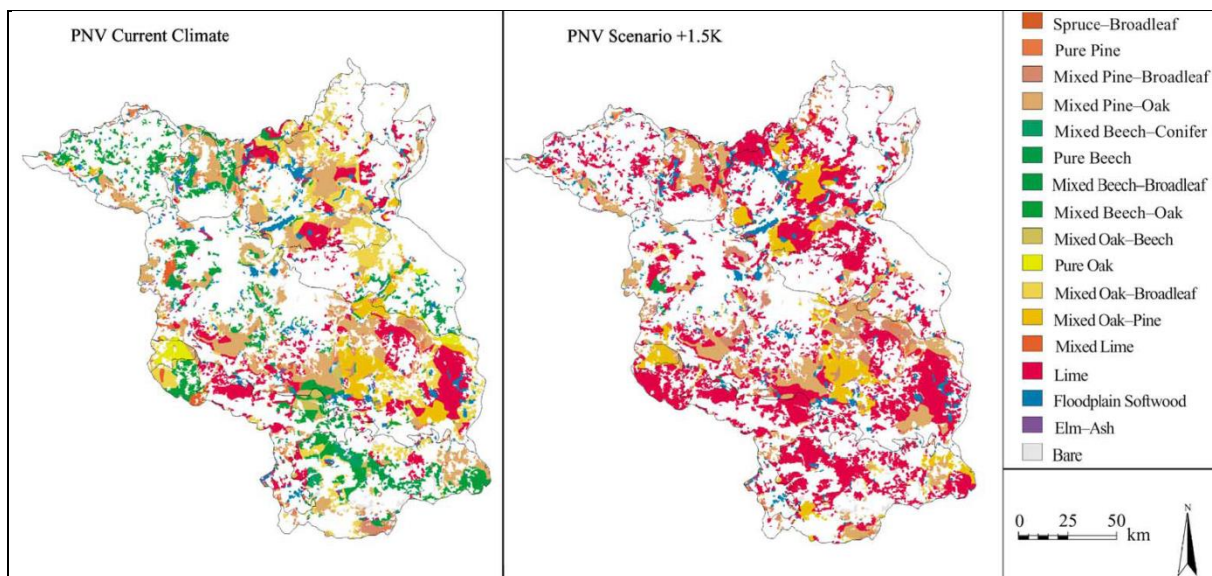 PNV Current Climate
PNV Scenario +1.5K
Spruce–Broadleaf
Pure Pine
Mixed Pine–Broadleaf
Mixed Pine–Oak
Mixed Beech–Conifer
Pure Beech
Mixed Beech–Broadleaf
Mixed Beech–Oak
Mixed Oak–Beech
Pure Oak
Mixed Oak–Broadleaf
Mixed Oak–Pine
Mixed Lime
Lime
Floodplain Softwood
Elm–Ash
Bare
0 25 50
km
N